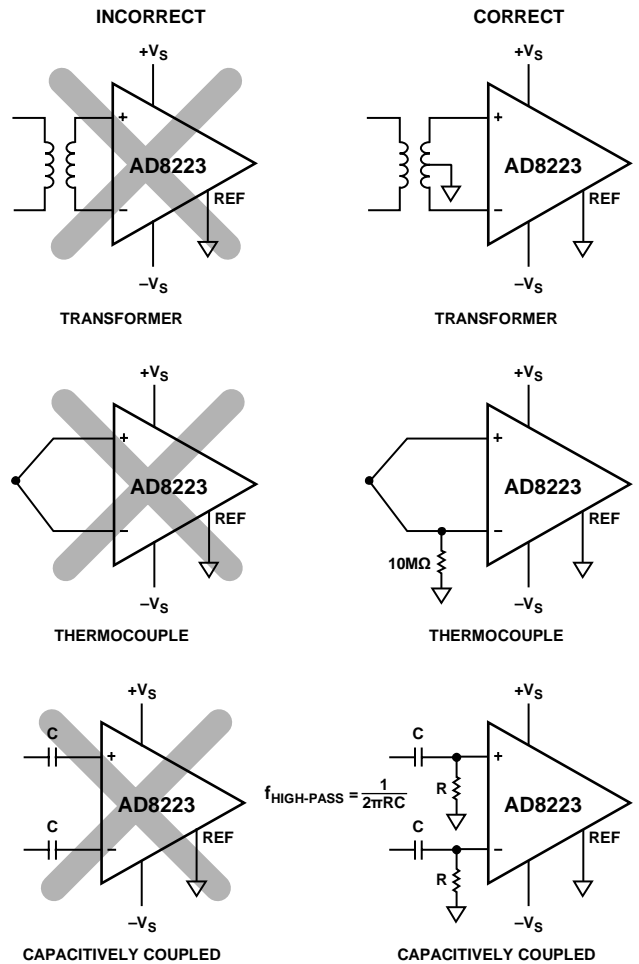 INCORRECT
CORRECT
+VS
+
AD8223
−
REF
−VS
TRANSFORMER
+VS
+
AD8223
−
REF
−VS
TRANSFORMER
+VS
+
AD8223
−
REF
−VS
THERMOCOUPLE
+VS
+
AD8223
−
REF
10MΩ
−VS
THERMOCOUPLE
+VS
C
+
AD8223
C
−
REF
−VS
CAPACITIVELY COUPLED
fHIGH-PASS = 1
2πRC
+VS
C
+
R
AD8223
C
−
REF
R
−VS
CAPACITIVELY COUPLED